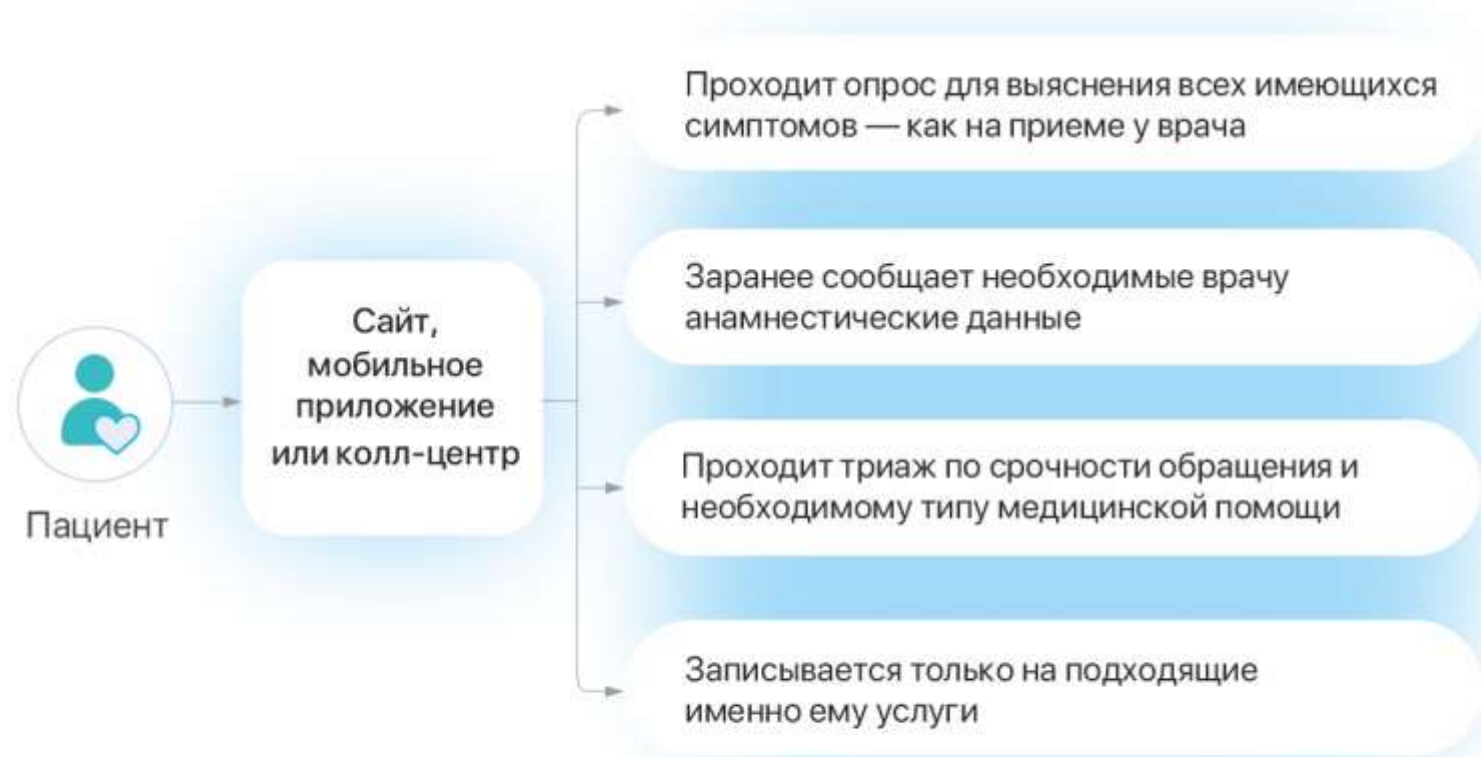 Пациент
Сайт,
мобильное
приложение
или колл-центр
Проходит опрос для выяснения всех имеющихся
симптомов — как на приеме у врача
Заранее сообщает необходимые врачу
анамнестические данные
Проходит триаж по срочности обращения и
необходимому типу медицинской помощи
Записывается только на подходящие
именно ему услуги